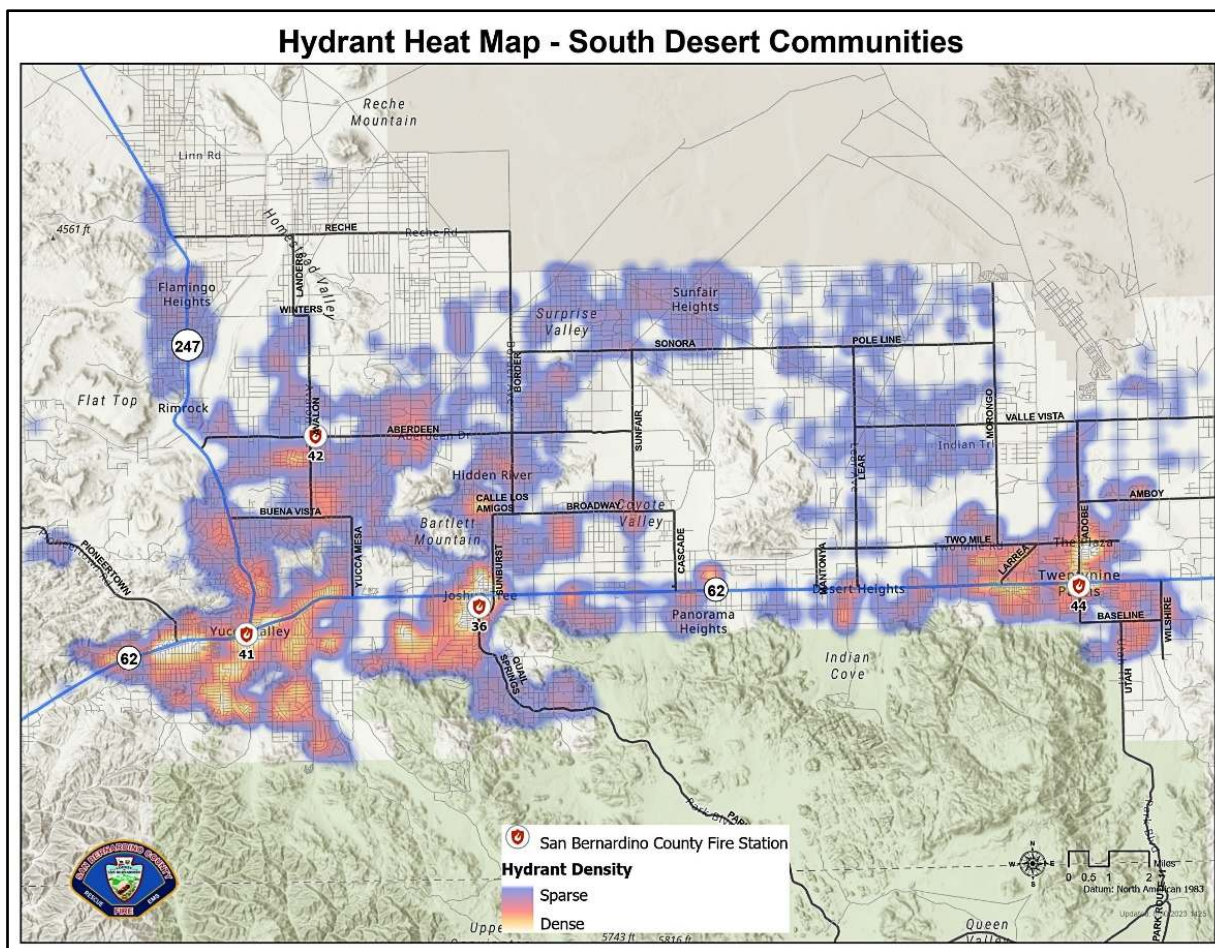 Hydrant Heat Map - South Desert Communities
Reche
Mountain
Linn Rd
4561 ft
Homestead Valley
RECHE
Reche Rd
LANDERS
Flamingo
Heights
WINTERS
Surprise
Valley
Sunfair
Heights
247
BORDER
SONORA
POLE LINE
Flat Top
Rimrock
AVALON
SUNFAIR
MORONGO
VALLE VISTA
ABERDEEN
Aberdeen Dr
42
LEAR
Indian Trl
Hidden River
CALLE LOS
AMIGOS
BROADWAY
Coyote
Valley
AMBOY
ADOBE
BUENA VISTA
Bartlett
Mountain
PIONEERTOWN
YUCCA MESA
SUNBURST
CASCADE
MANTONYA
TWO MILE
Two Mile Rd
LARREA
The Plaza
Joshua Tree
62
Desert Heights
Twentynine
Palms
36
Panorama
Heights
44
BASELINE
WILSHIRE
Yucca Valley
41
62
QUAIL
SPRINGS
Indian
Cove
UTAH
San Bernardino County Fire Station
Hydrant Density
Sparse
Dense
SAN BERNARDINO COUNTY
RESCUE
EMS
FIRE
N
W
E
S
0 0.5 1 2
Miles
Datum: North American 1983
PARK ROUTE 11
5743 ft
5816 ft
Queen
Valley